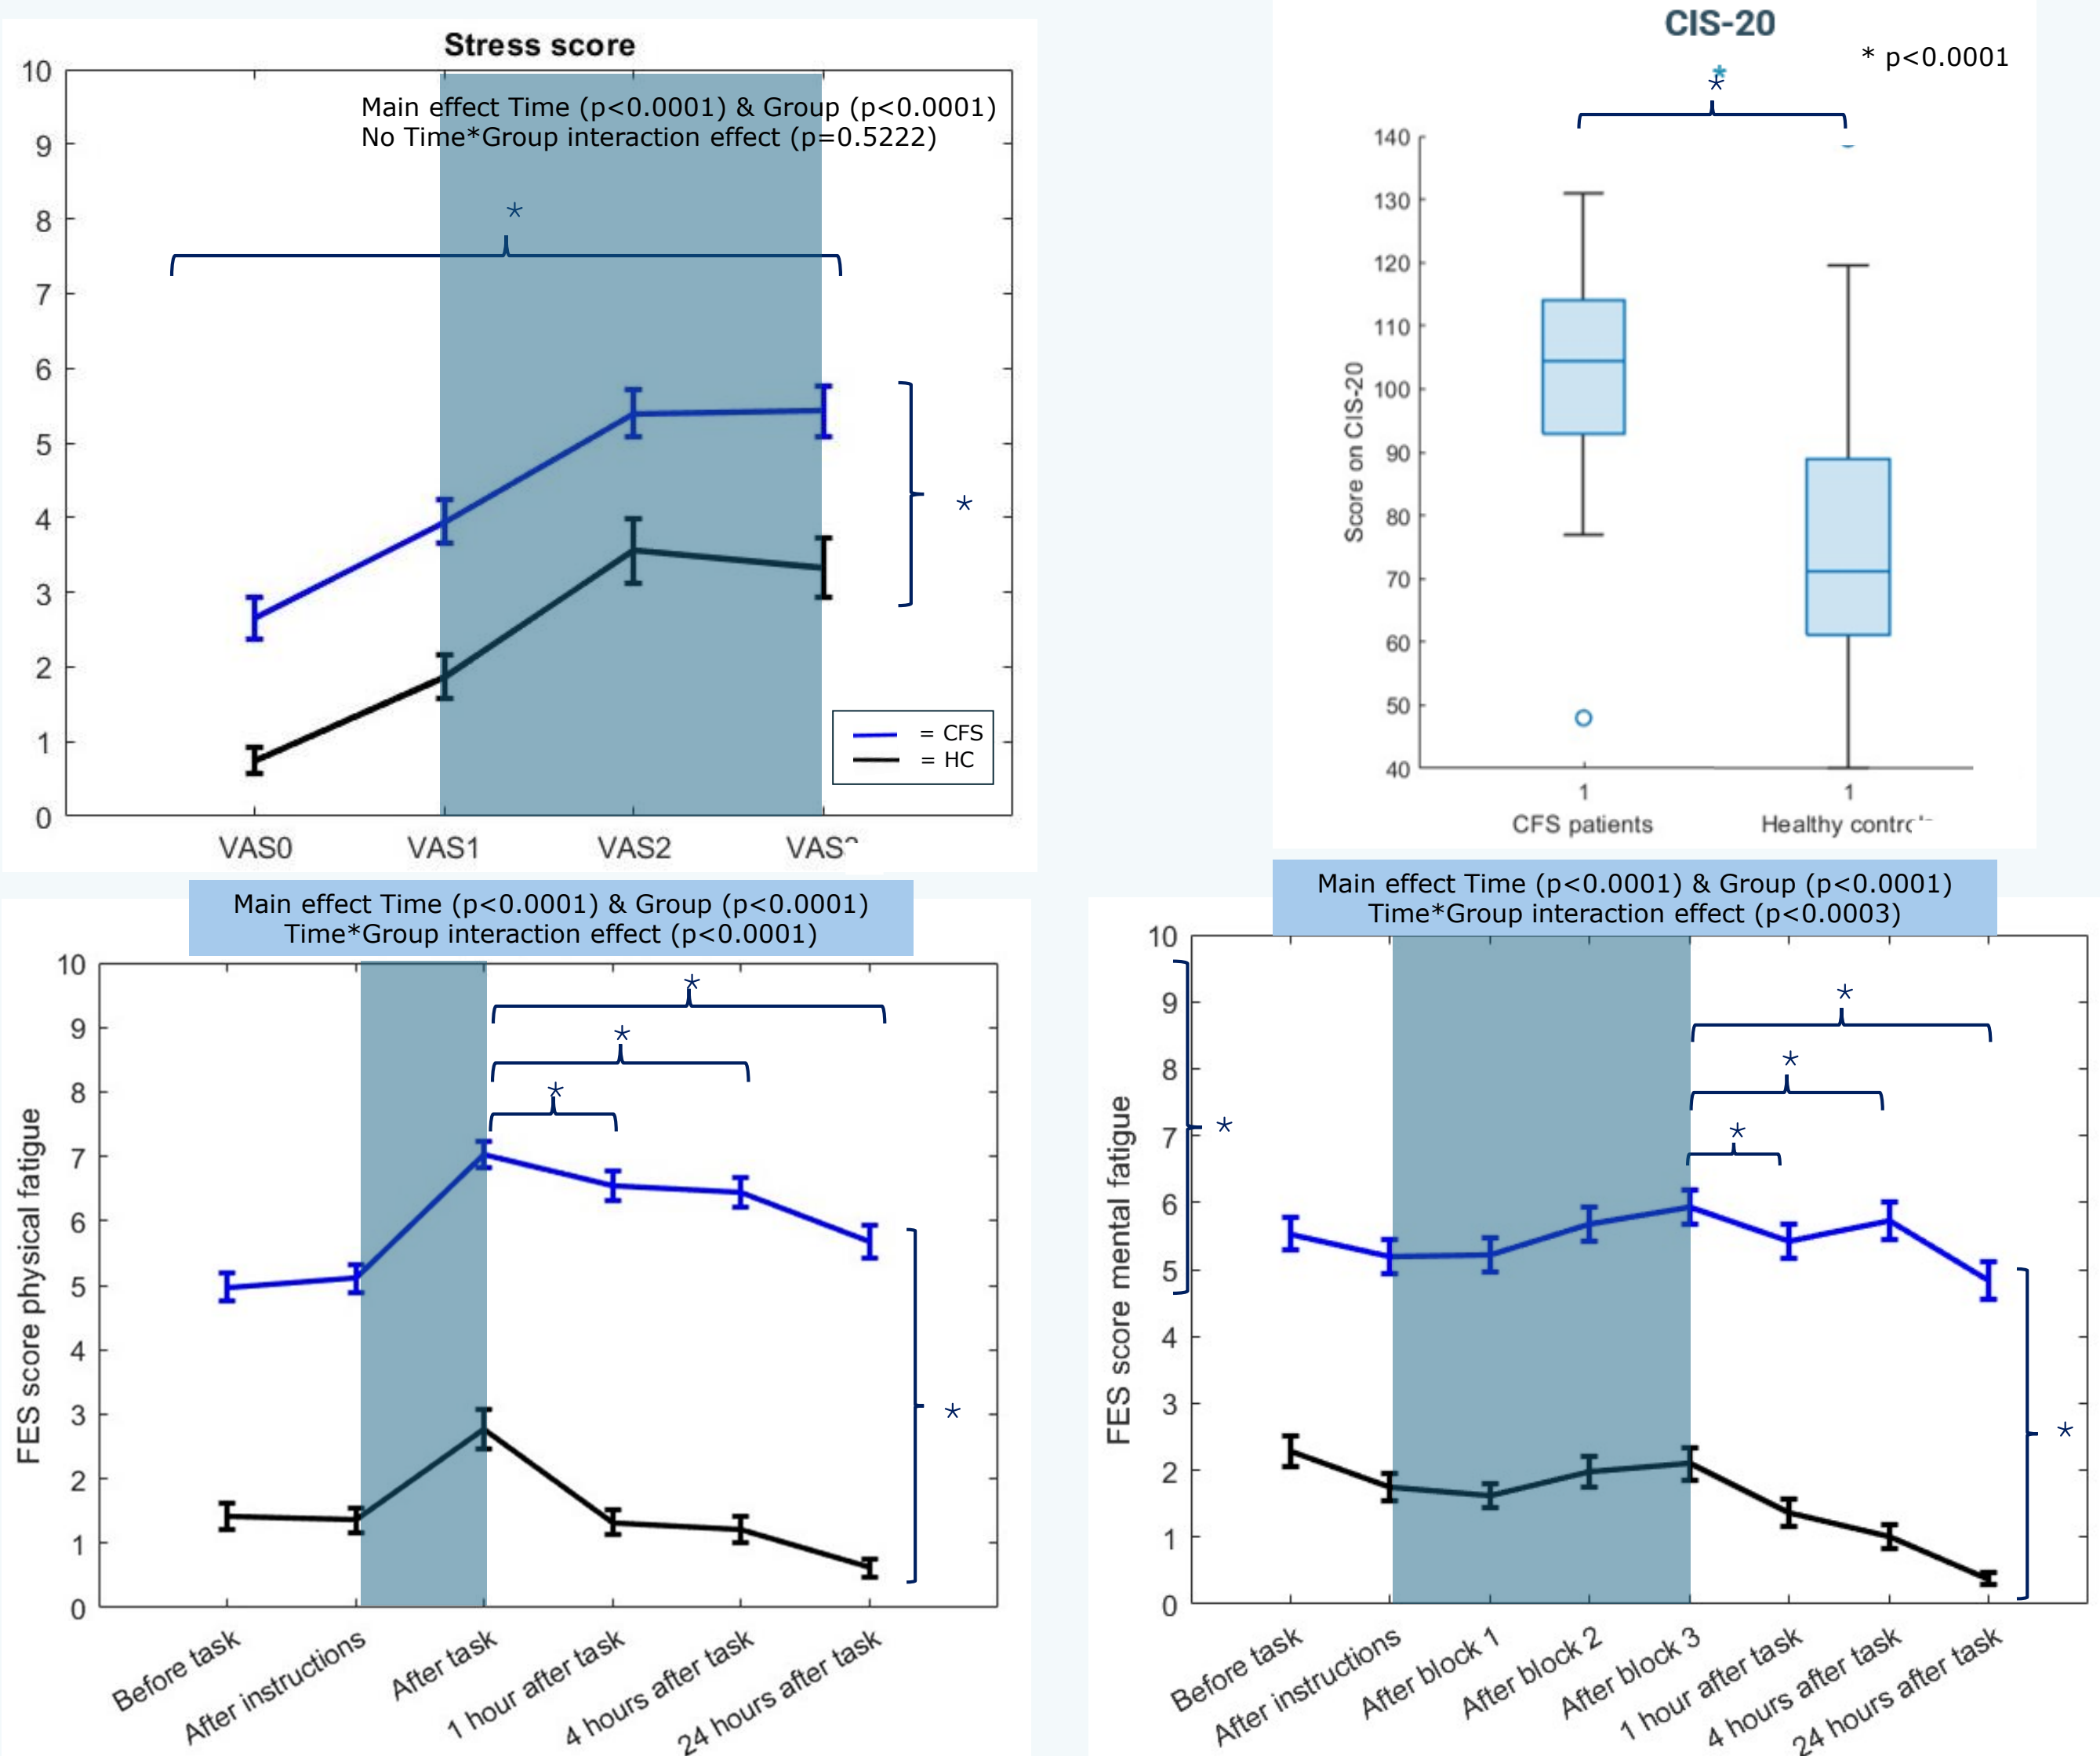 Stress score
Main effect Time (p<0.0001) & Group (p<0.0001)
No Time*Group interaction effect (p=0.5222)
*
*
10
9
8
7
6
5
4
3
2
1
0
= CFS
= HC
VAS0 VAS1 VAS2
CIS-20
* p<0.0001
*
*
Score on CIS-20
140
130
120
110
100
90
80
70
60
50
40
1 1
CFS patients Healthy
Main effect Time (p<0.0001) & Group (p<0.0001)
Time*Group interaction effect (p<0.0001)
FES score physical fatigue
10
9
8
7
6
5
4
3
2
1
0
*
*
*
*
Before task
After instructions
After task
1 hour after task
4 hours after task
24 hours after task
Main effect Time (p<0.0001) & Group (p<0.0001)
Time*Group interaction effect (p<0.0003)
FES score mental fatigue
10
9
8
7
6
5
4
3
2
1
0
*
*
*
*
*
Before task
After instructions
After block 1
After block 2
After block 3
1 hour after task
4 hours after task
24 hours after task